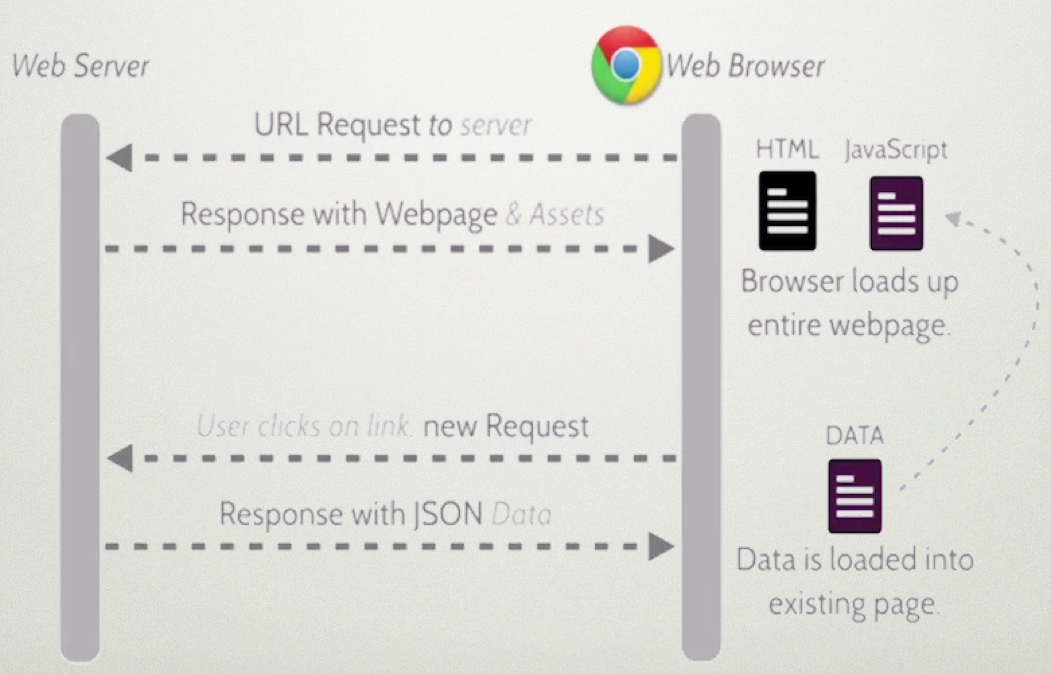 Web Server
Web Browser
URL Request to server
HTML
JavaScript
Response with Webpage & Assets
Browser loads up
entire webpage.
User clicks on link, new Request
DATA
Response with JSON Data
Data is loaded into
existing page.